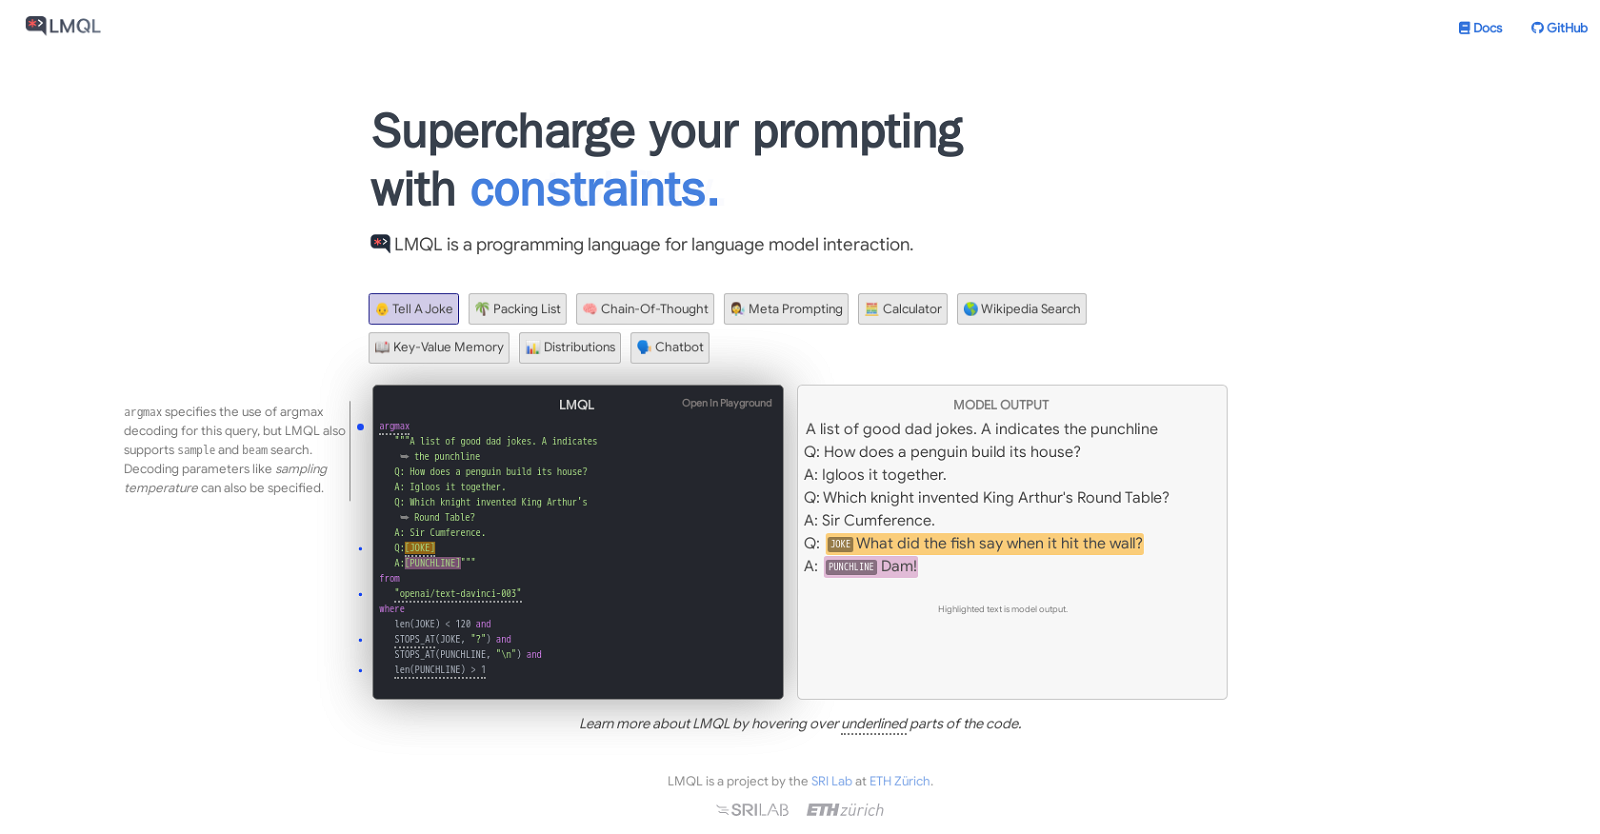 LMQL
Docs
GitHub
Supercharge your prompting
with constraints.
LMQL is a programming language for language model interaction.
👴 Tell A Joke
🌴 Packing List
🧠 Chain-Of-Thought
👩‍🔬 Meta Prompting
🧮 Calculator
🌎 Wikipedia Search
📖 Key-Value Memory
📊 Distributions
🗣️ Chatbot
argmax specifies the use of argmax
decoding for this query, but LMQL also
supports sample and beam search.
Decoding parameters like sampling
temperature can also be specified.
LMQL
Open In Playground
argmax
"""A list of good dad jokes. A indicates
➥ the punchline
Q: How does a penguin build its house?
A: Igloos it together.
Q: Which knight invented King Arthur's
➥ Round Table?
A: Sir Cumference.
Q:[JOKE]
A:[PUNCHLINE]"""
from
"openai/text-davinci-003"
where
len(JOKE) < 120 and
STOPS_AT(JOKE, "?") and
STOPS_AT(PUNCHLINE, "\n") and
len(PUNCHLINE) > 1
MODEL OUTPUT
A list of good dad jokes. A indicates the punchline
Q: How does a penguin build its house?
A: Igloos it together.
Q: Which knight invented King Arthur's Round Table?
A: Sir Cumference.
Q: JOKE What did the fish say when it hit the wall?
A: PUNCHLINE Dam!
Highlighted text is model output.
Learn more about LMQL by hovering over underlined parts of the code.
LMQL is a project by the SRI Lab at ETH Zürich.
SRILAB
ETH zürich